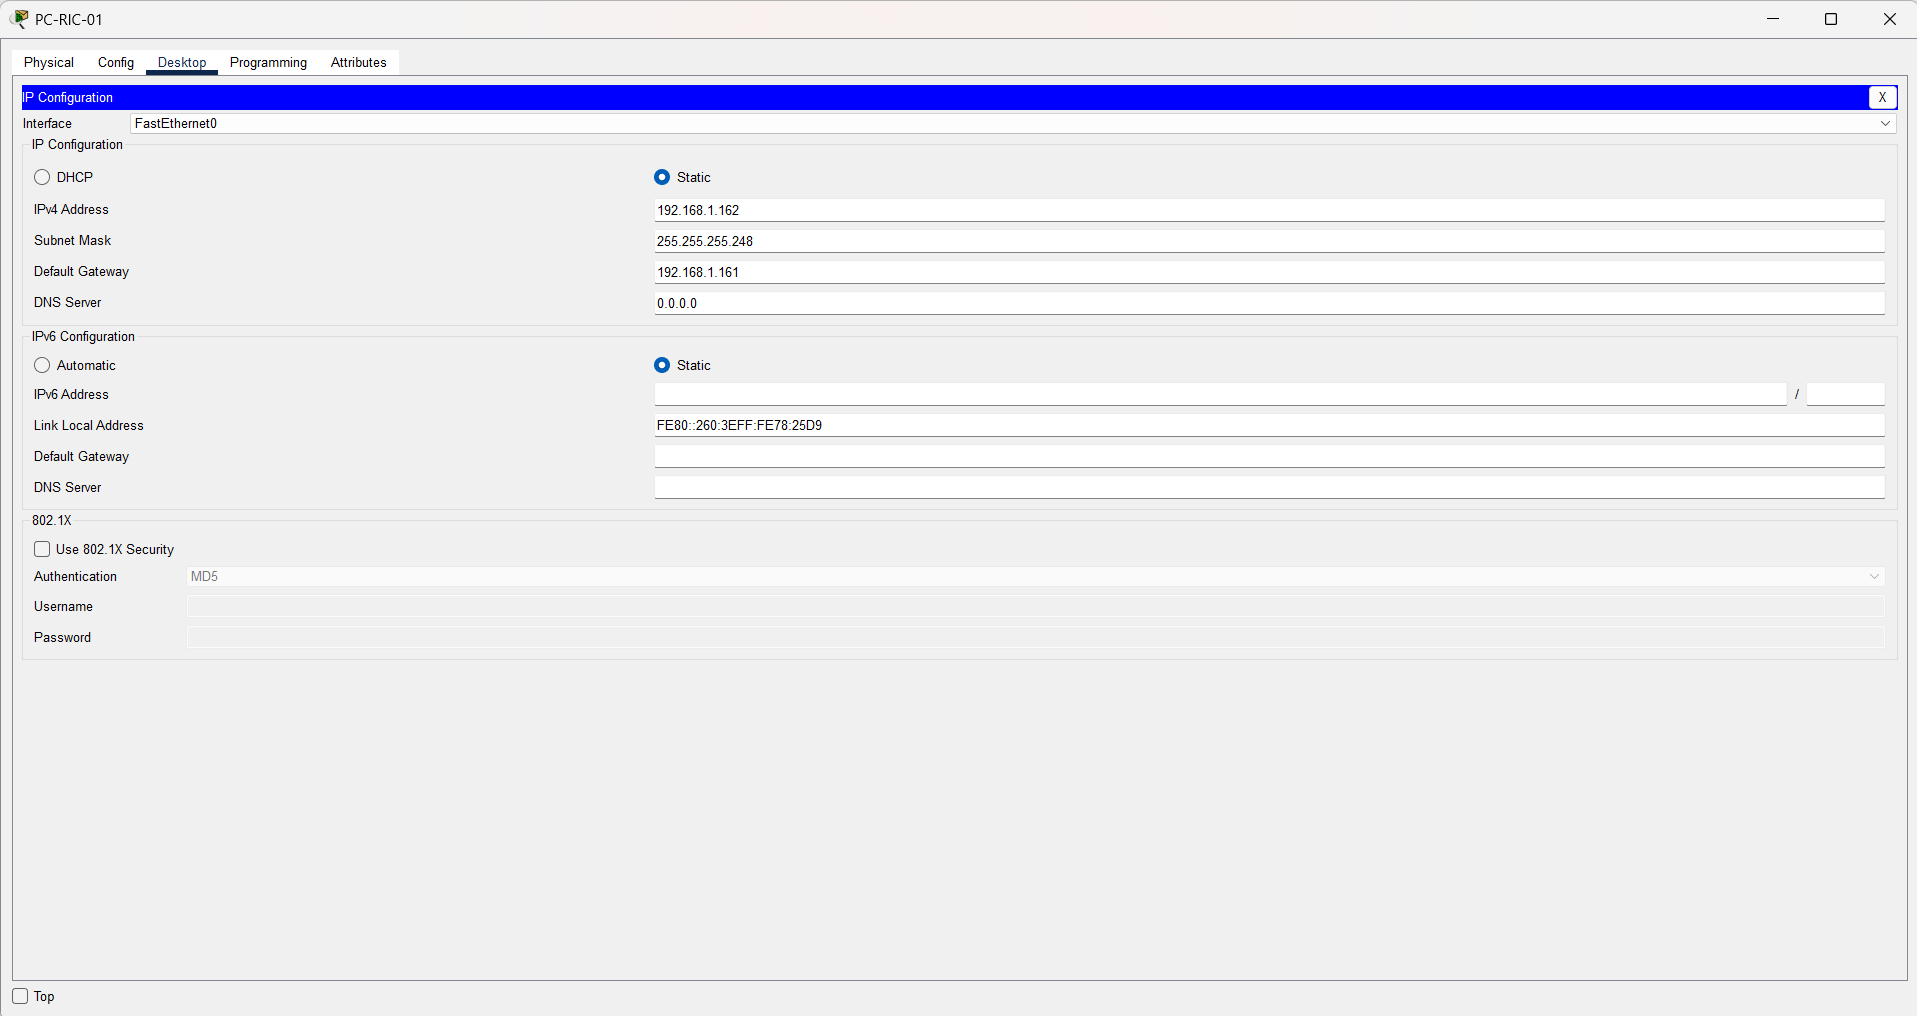 PC-RIC-01
Physical Config Desktop Programming Attributes
IP Configuration X
Interface FastEthernet0
IP Configuration
DHCP Static
IPv4 Address 192.168.1.162
Subnet Mask 255.255.255.248
Default Gateway 192.168.1.161
DNS Server 0.0.0.0
IPv6 Configuration
Automatic Static
IPv6 Address /
Link Local Address FE80::260:3EFF:FE78:25D9
Default Gateway
DNS Server
802.1X
Use 802.1X Security
Authentication MD5
Username
Password
Top